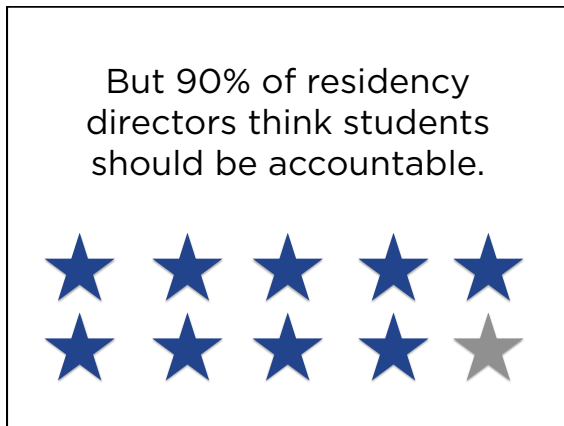 But 90% of residency
directors think students
should be accountable.